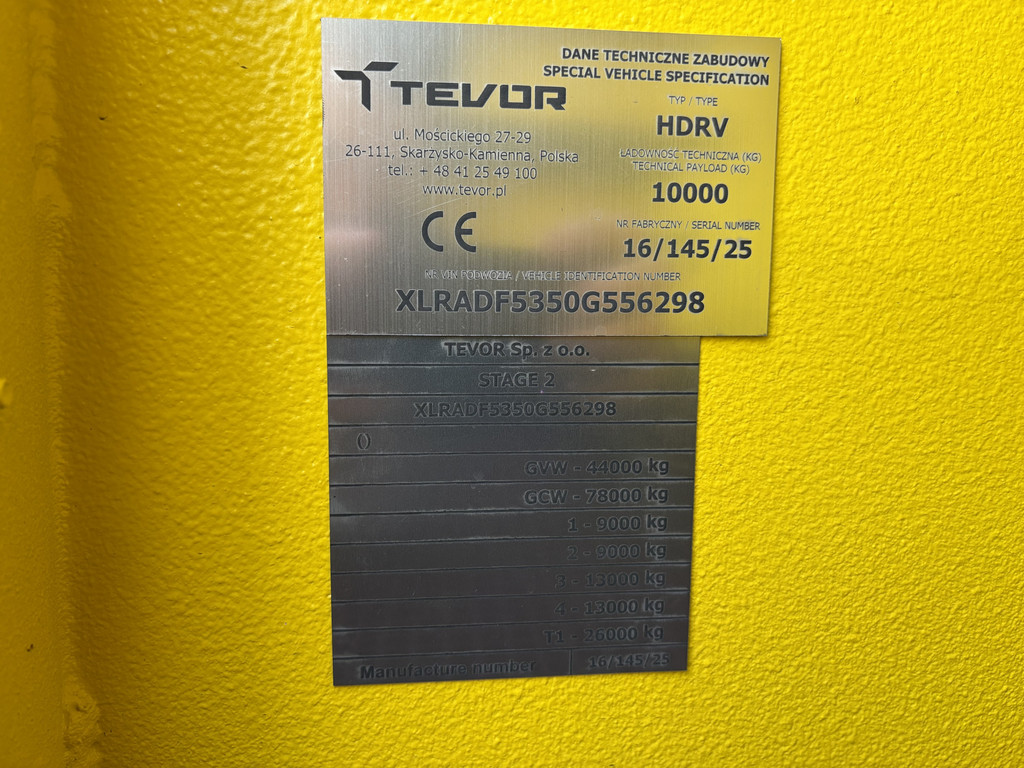 TEVOR
ul. Mościckiego 27-29
26-111, Skarżysko-Kamienna, Polska
tel.: + 48 41 25 49 100
www.tevor.pl
CE
DANE TECHNICZNE ZABUDOWY
SPECIAL VEHICLE SPECIFICATION
TYP / TYPE
HDRV
ŁADOWNOŚĆ TECHNICZNA (KG)
TECHNICAL PAYLOAD (KG)
10000
NR FABRYCZNY / SERIAL NUMBER
16/145/25
NR VIN PODWOZIA / VEHICLE IDENTIFICATION NUMBER
XLRADF5350G556298
TEVOR Sp. z o.o.
STAGE 2
XLRADF5350G556298
()
GVW - 44000 kg
GCW - 78000 kg
1 - 9000 kg
2 - 9000 kg
3 - 13000 kg
4 - 13000 kg
T1 - 26000 kg
Manufacture number 16/145/25